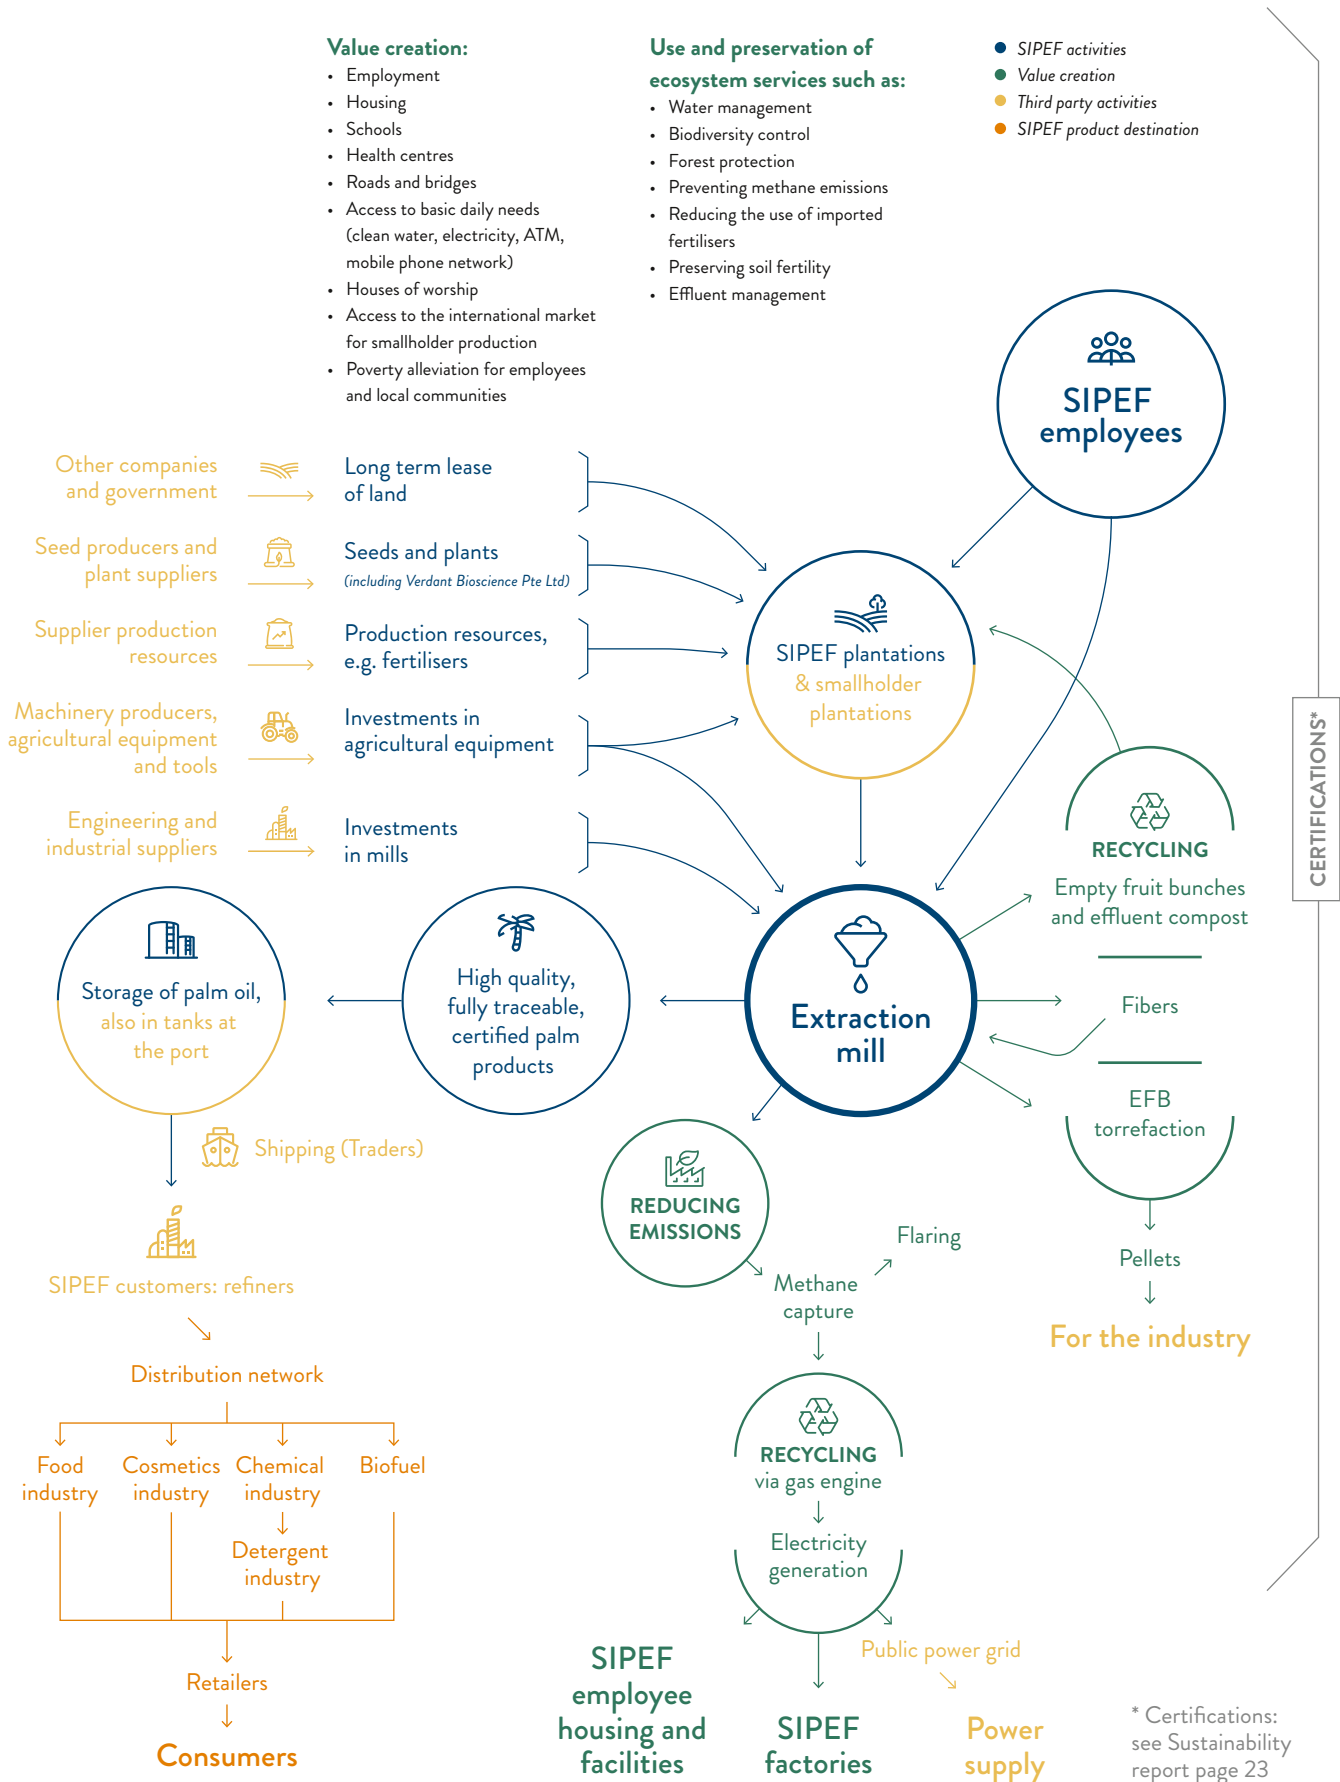 Value creation:
• Employment
• Housing
• Schools
• Health centres
• Roads and bridges
• Access to basic daily needs
(clean water, electricity, ATM,
mobile phone network)
• Houses of worship
• Access to the international market
for smallholder production
• Poverty alleviation for employees
and local communities
Use and preservation of
ecosystem services such as:
• Water management
• Biodiversity control
• Forest protection
• Preventing methane emissions
• Reducing the use of imported
fertilisers
• Preserving soil fertility
• Effluent management
SIPEF activities
Value creation
Third party activities
SIPEF product destination
SIPEF
employees
Other companies
and government
Long term lease
of land
Seed producers and
plant suppliers
Seeds and plants
(including Verdant Bioscience Pte Ltd)
Supplier production
resources
Production resources,
e.g. fertilisers
Machinery producers,
agricultural equipment
and tools
Investments in
agricultural equipment
Engineering and
industrial suppliers
Investments
in mills
SIPEF plantations
& smallholder
plantations
CERTIFICATIONS*
RECYCLING
Empty fruit bunches
and effluent compost
Fibers
EFB
torrefaction
Pellets
For the industry
Extraction
mill
High quality,
fully traceable,
certified palm
products
Storage of palm oil,
also in tanks at
the port
Shipping (Traders)
SIPEF customers: refiners
Distribution network
Food
industry
Cosmetics
industry
Chemical
industry
Biofuel
Detergent
industry
Retailers
Consumers
REDUCING
EMISSIONS
Flaring
Methane
capture
RECYCLING
via gas engine
Electricity
generation
SIPEF
employee
housing and
facilities
SIPEF
factories
Public power grid
Power
supply
* Certifications:
see Sustainability
report page 23